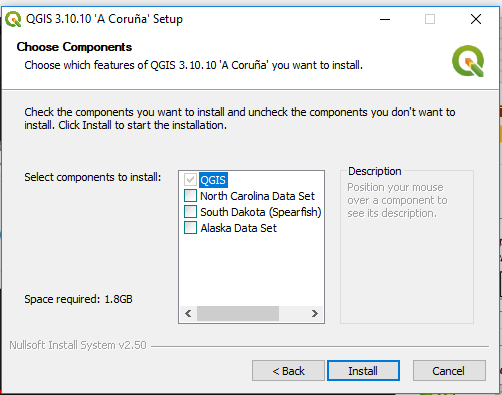 QGIS 3.10.10 'A Coruña' Setup
Choose Components
Choose which features of QGIS 3.10.10 'A Coruña' you want to install.
Check the components you want to install and uncheck the components you don't want to
install. Click Install to start the installation.
Select components to install:
QGIS
North Carolina Data Set
South Dakota (Spearfish)
Alaska Data Set
Description
Position your mouse
over a component to
see its description.
Space required: 1.8GB
Nullsoft Install System v2.50
< Back
Install
Cancel